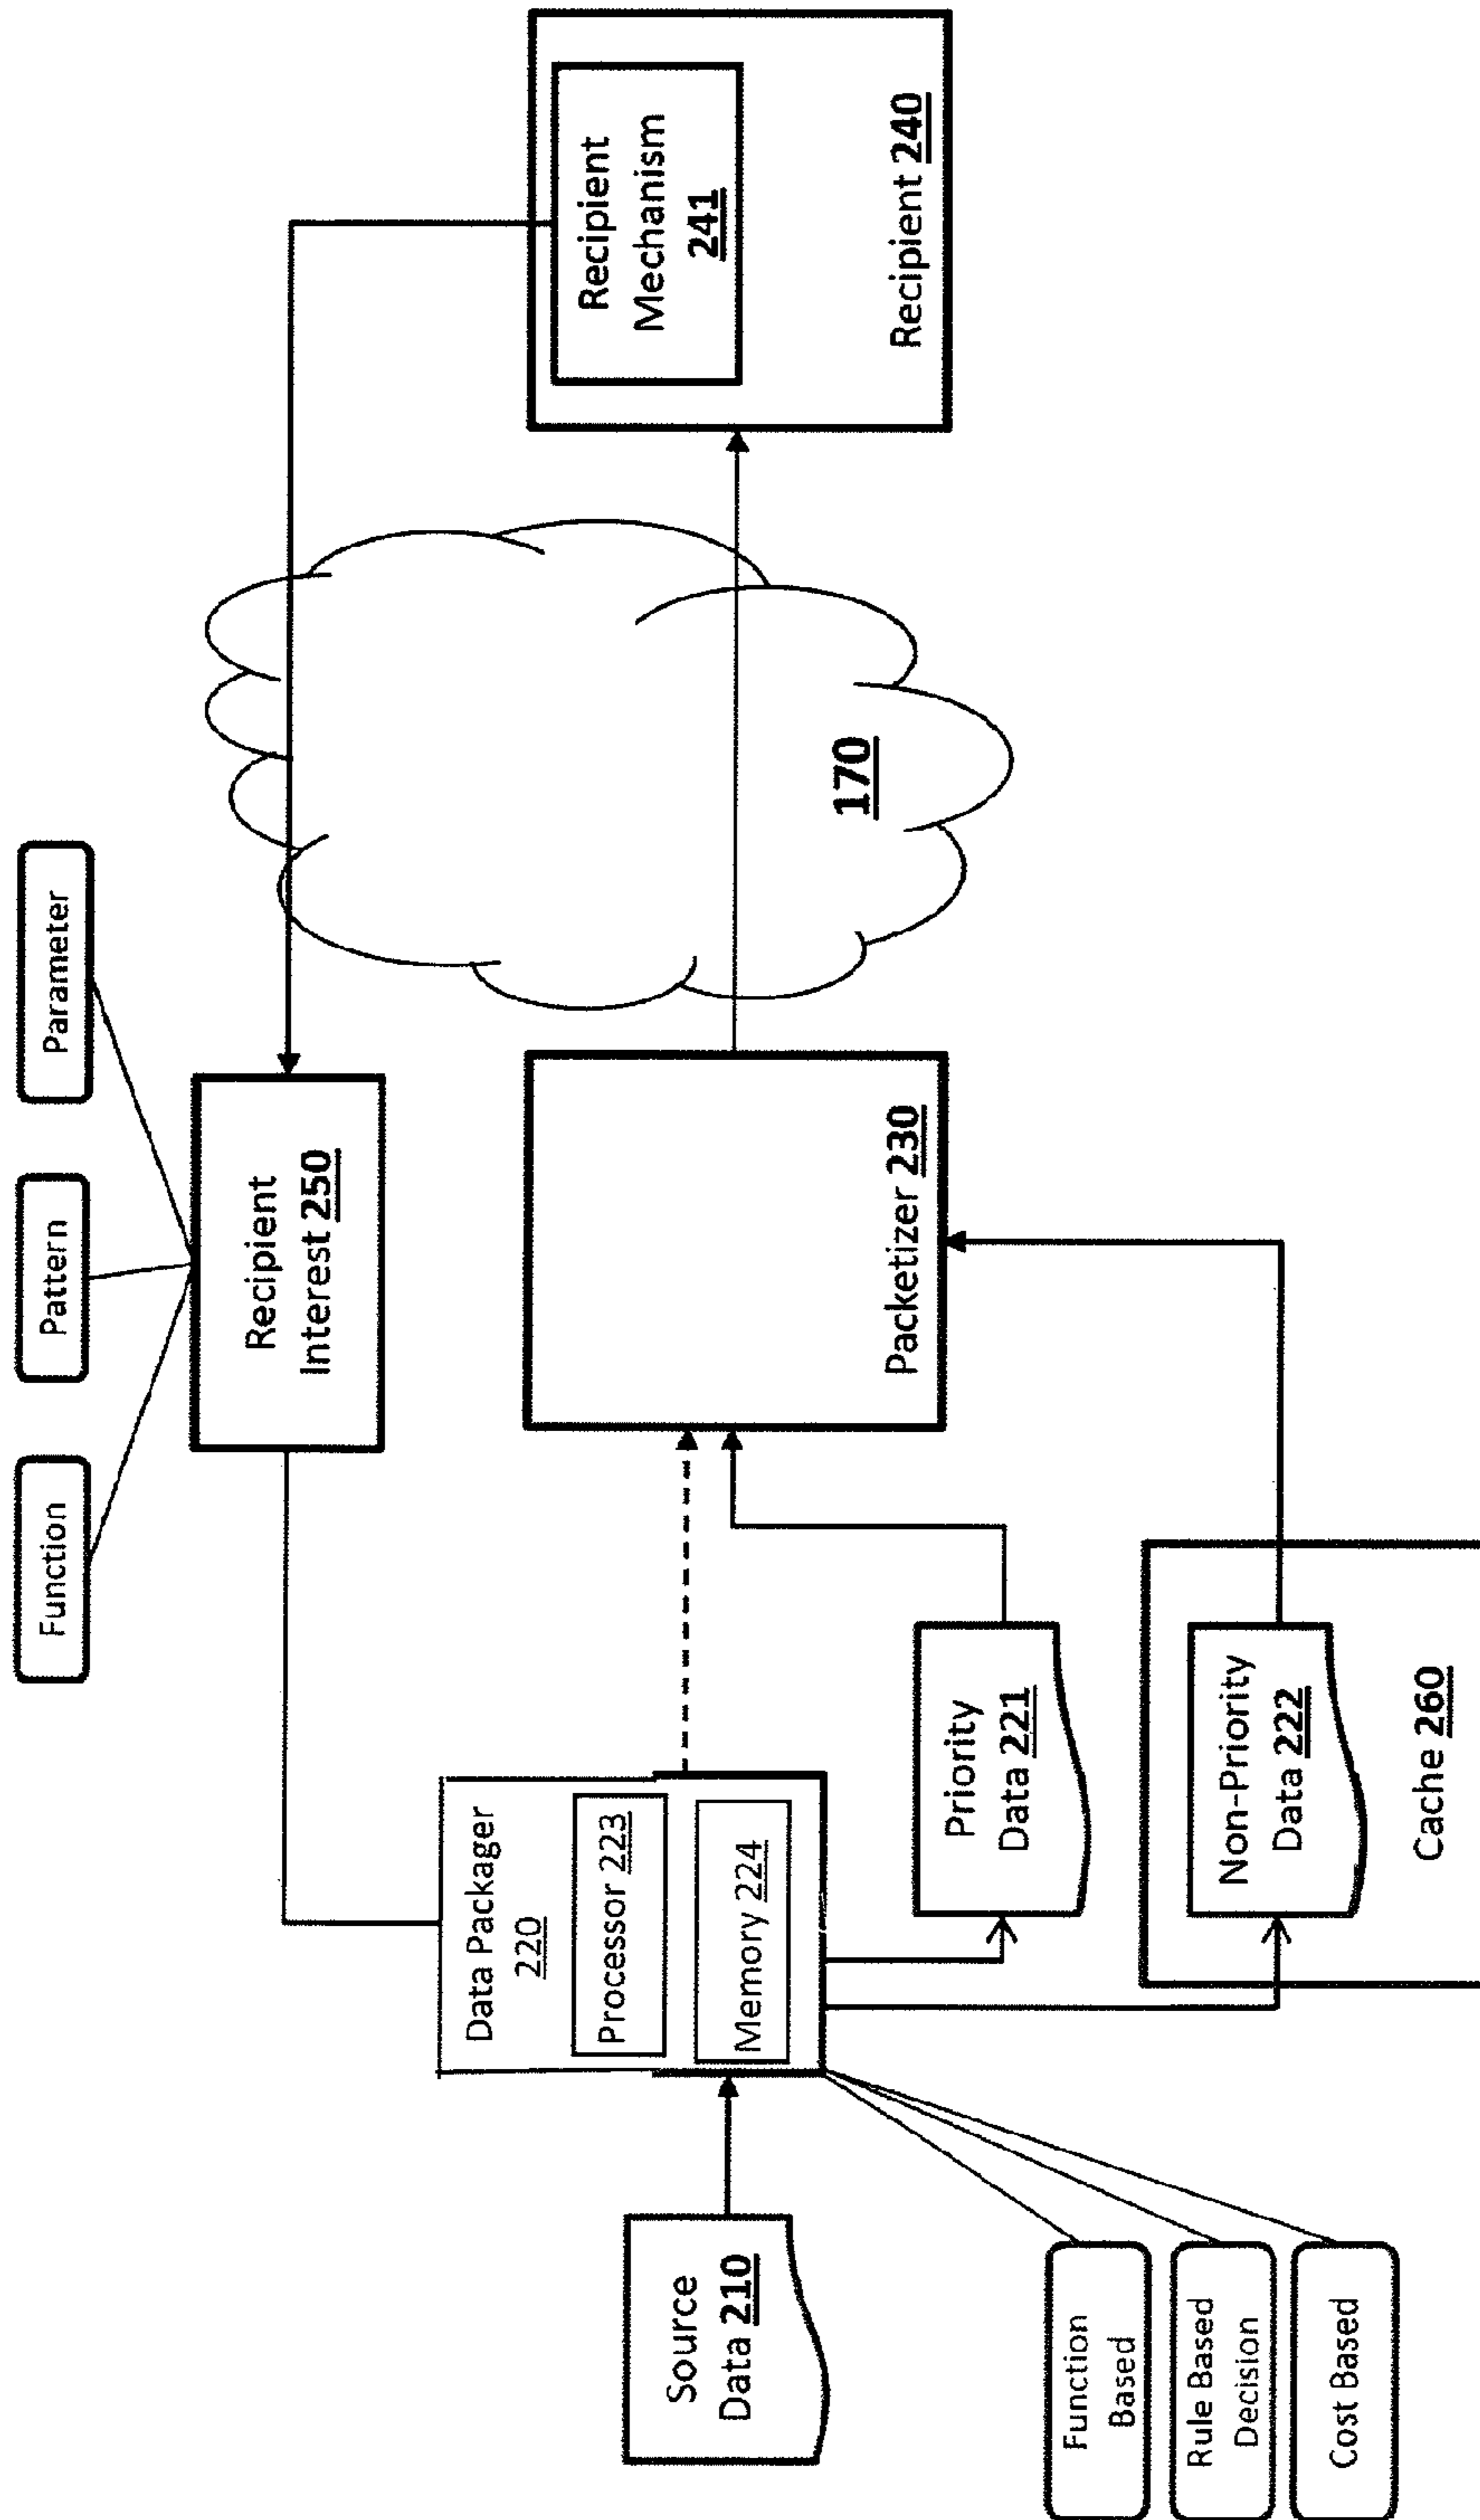 Function
Pattern
Parameter
Recipient
Interest 250
Data Packager
220
Processor 223
Memory 224
Source
Data 210
Packetizer 230
Recipient
Mechanism
241
Recipient 240
170
Priority
Data 221
Function
Based
Rule Based
Decision
Cost Based
Non-Priority
Data 222
Cache 260